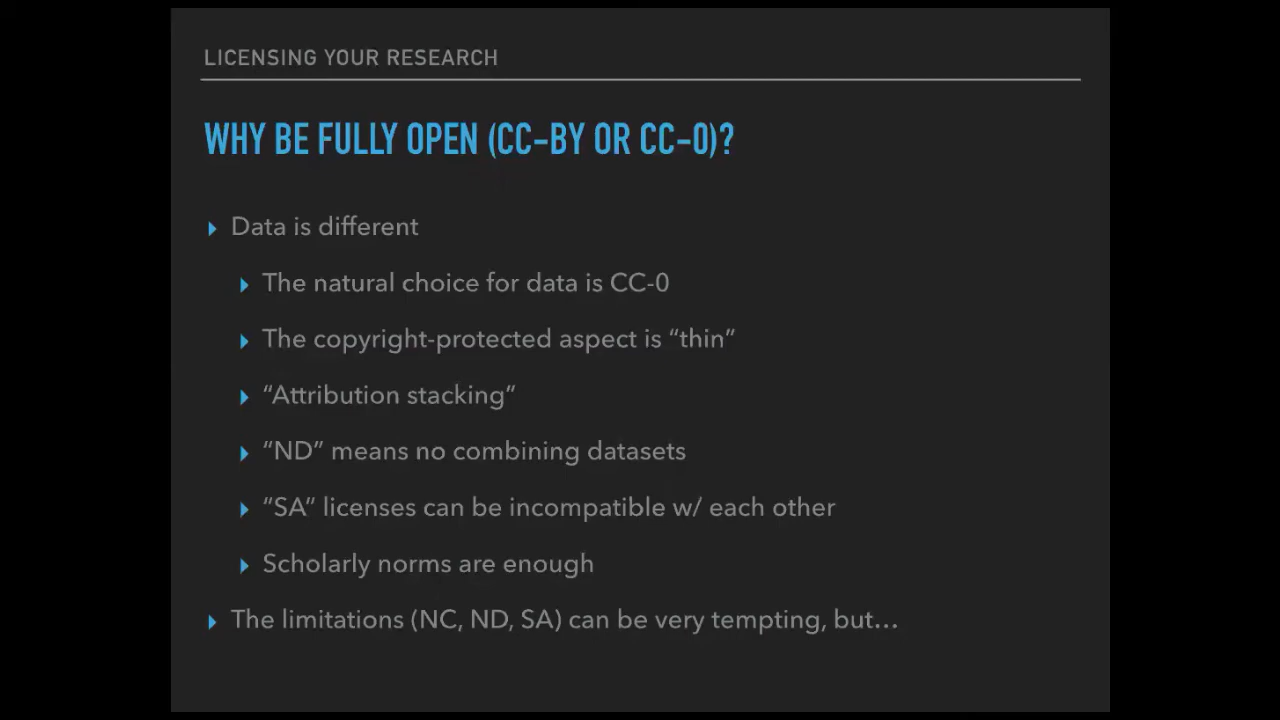 LICENSING YOUR RESEARCH
WHY BE FULLY OPEN (CC-BY OR CC-0)?
Data is different
The natural choice for data is CC-0
The copyright-protected aspect is “thin”
“Attribution stacking”
“ND” means no combining datasets
“SA” licenses can be incompatible w/ each other
Scholarly norms are enough
The limitations (NC, ND, SA) can be very tempting, but…